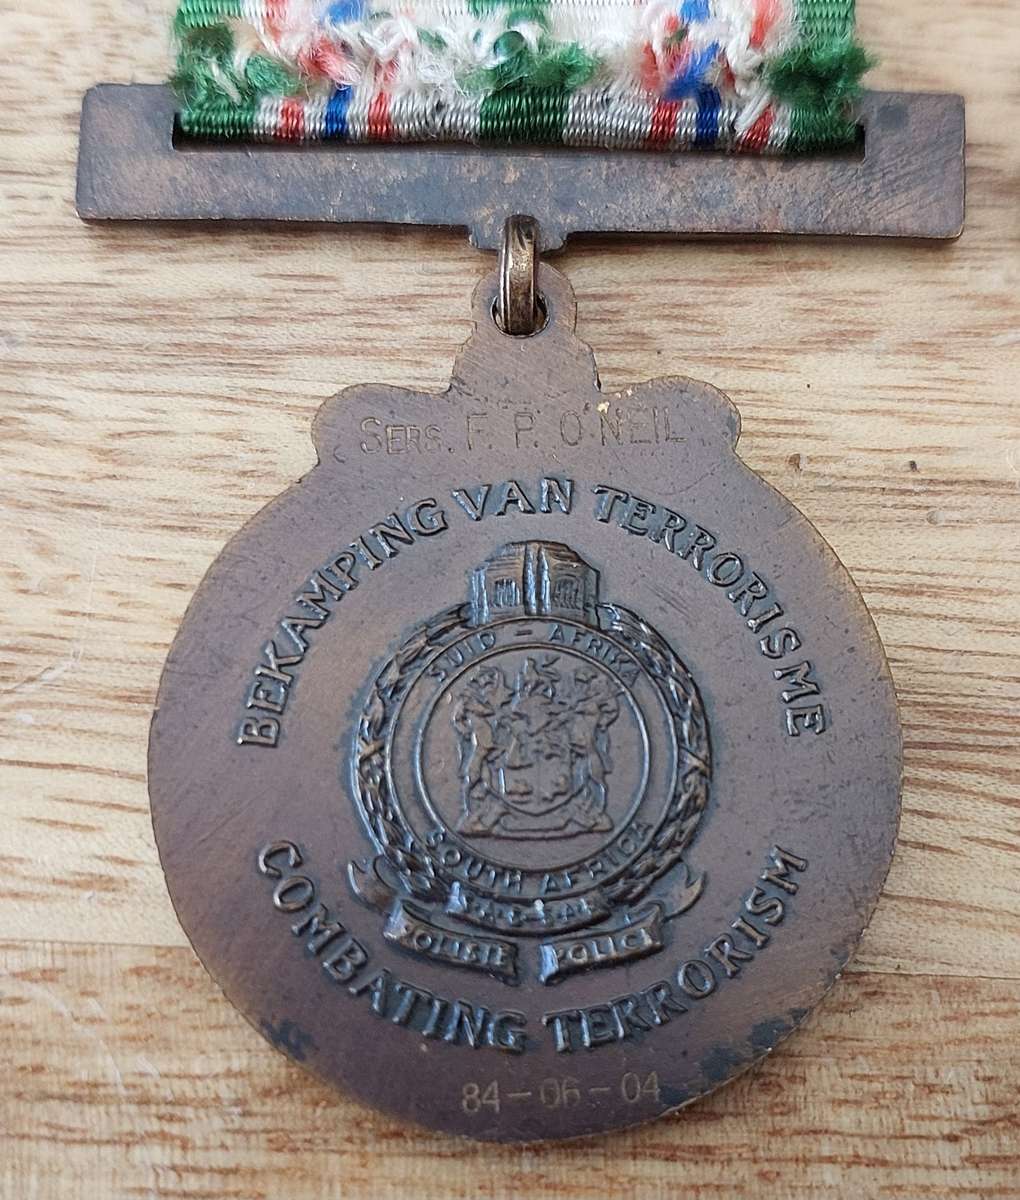 SERS. F. P. O'NEIL
BEKAMPING VAN TERRORISME
SUID - AFRIKA
SOUTH AFRICA
POLISIE POLICE
COMBATING TERRORISM
84-06-04